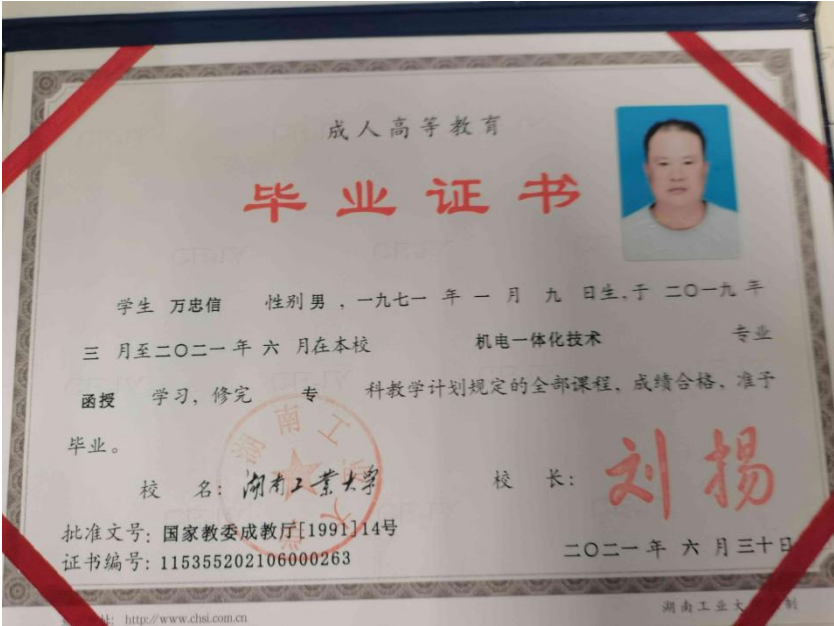 成人高等教育
毕业证书
学生 万忠信 性别 男 ,一九七一 年 一 月 九 日生,于 二〇一九 年
三 月至 二〇二一 年 六 月在本校 机电一体化技术 专业
函授 学习,修完 专 科教学计划规定的全部课程,成绩合格,准予
毕业。
校 名: 湖南工业大学 校 长: 刘扬
批准文号: 国家教委成教厅[1991]14号
证书编号: 115355202106000263
二〇二一 年 六 月 三十 日
http://www.chsi.com.cn
湖南工业大
制